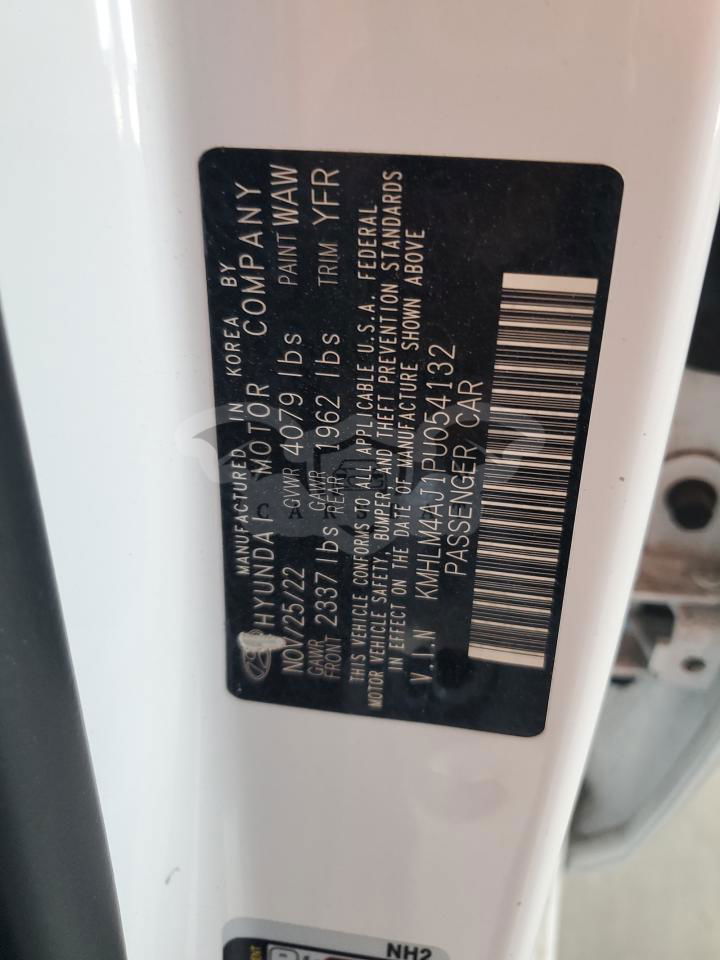 MANUFACTURED IN KOREA BY
HYUNDAI MOTOR COMPANY
NOV/25/22 GVWR 4079 lbs PAINT WAW
GAWR FRONT 2337 lbs GAWR REAR 1962 lbs TRIM YFR
THIS VEHICLE CONFORMS TO ALL APPLICABLE U.S.A. FEDERAL
MOTOR VEHICLE SAFETY, BUMPER, AND THEFT PREVENTION STANDARDS
IN EFFECT ON THE DATE OF MANUFACTURE SHOWN ABOVE
V.I.N KMHLM4AJ1PU054132
PASSENGER CAR
NH2